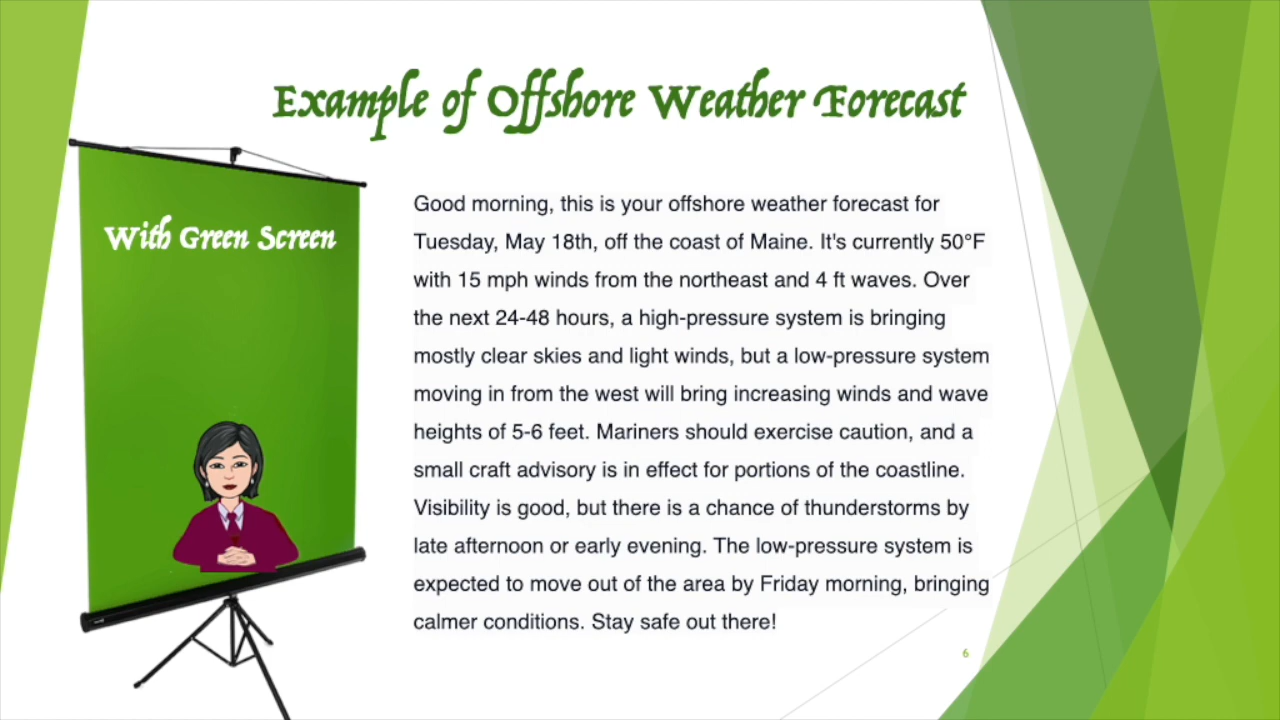 Example of Offshore Weather Forecast
With Green Screen
Good morning, this is your offshore weather forecast for
Tuesday, May 18th, off the coast of Maine. It's currently 50°F
with 15 mph winds from the northeast and 4 ft waves. Over
the next 24-48 hours, a high-pressure system is bringing
mostly clear skies and light winds, but a low-pressure system
moving in from the west will bring increasing winds and wave
heights of 5-6 feet. Mariners should exercise caution, and a
small craft advisory is in effect for portions of the coastline.
Visibility is good, but there is a chance of thunderstorms by
late afternoon or early evening. The low-pressure system is
expected to move out of the area by Friday morning, bringing
calmer conditions. Stay safe out there!
6